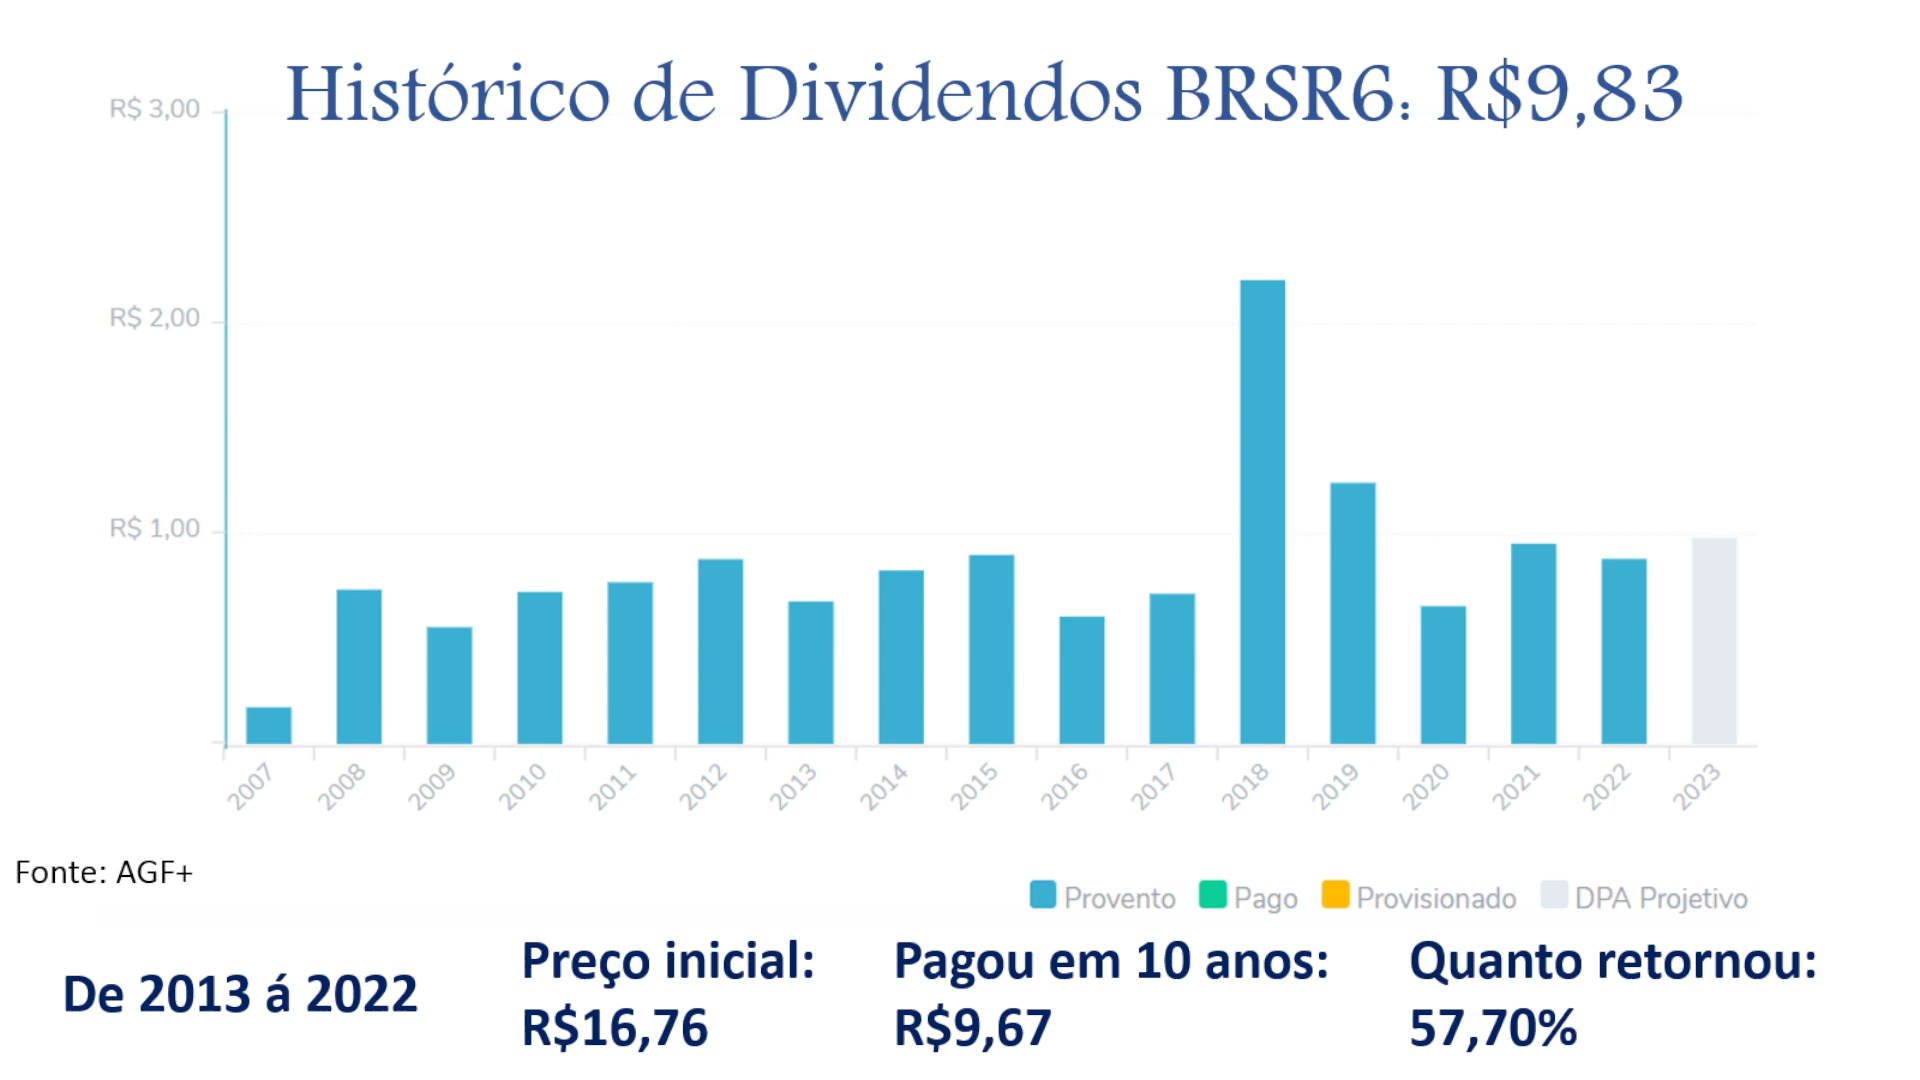 Histórico de Dividendos BRSR6: R$9,83
R$ 3,00
R$ 2,00
R$ 1,00
2007
2008
2009
2010
2011
2012
2013
2014
2015
2016
2017
2018
2019
2020
2021
2022
2023
Fonte: AGF+
Provento
Pago
Provisionado
DPA Projetivo
De 2013 á 2022
Preço inicial:
R$16,76
Pagou em 10 anos:
R$9,67
Quanto retornou:
57,70%